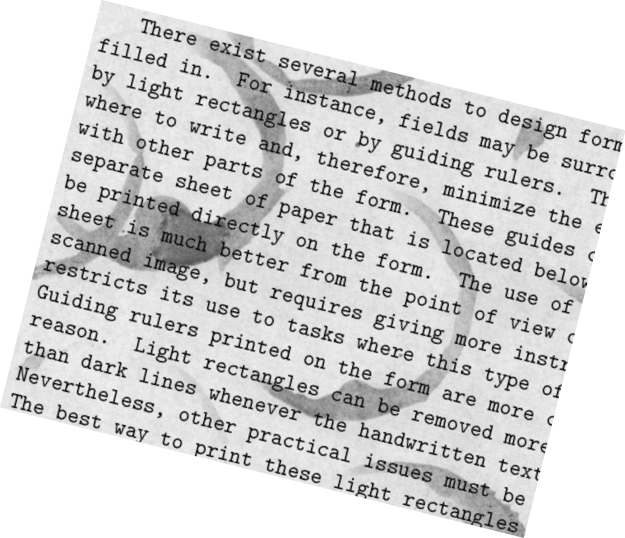 There exist several methods to design form
filled in. For instance, fields may be surro
by light rectangles or by guiding rulers. Th
where to write and, therefore, minimize the e
with other parts of the form. These guides c
separate sheet of paper that is located below
be printed directly on the form. The use of
sheet is much better from the point of view o
scanned image, but requires giving more instr
restricts its use to tasks where this type of
Guiding rulers printed on the form are more c
reason. Light rectangles can be removed more
than dark lines whenever the handwritten text
Nevertheless, other practical issues must be
The best way to print these light rectangles